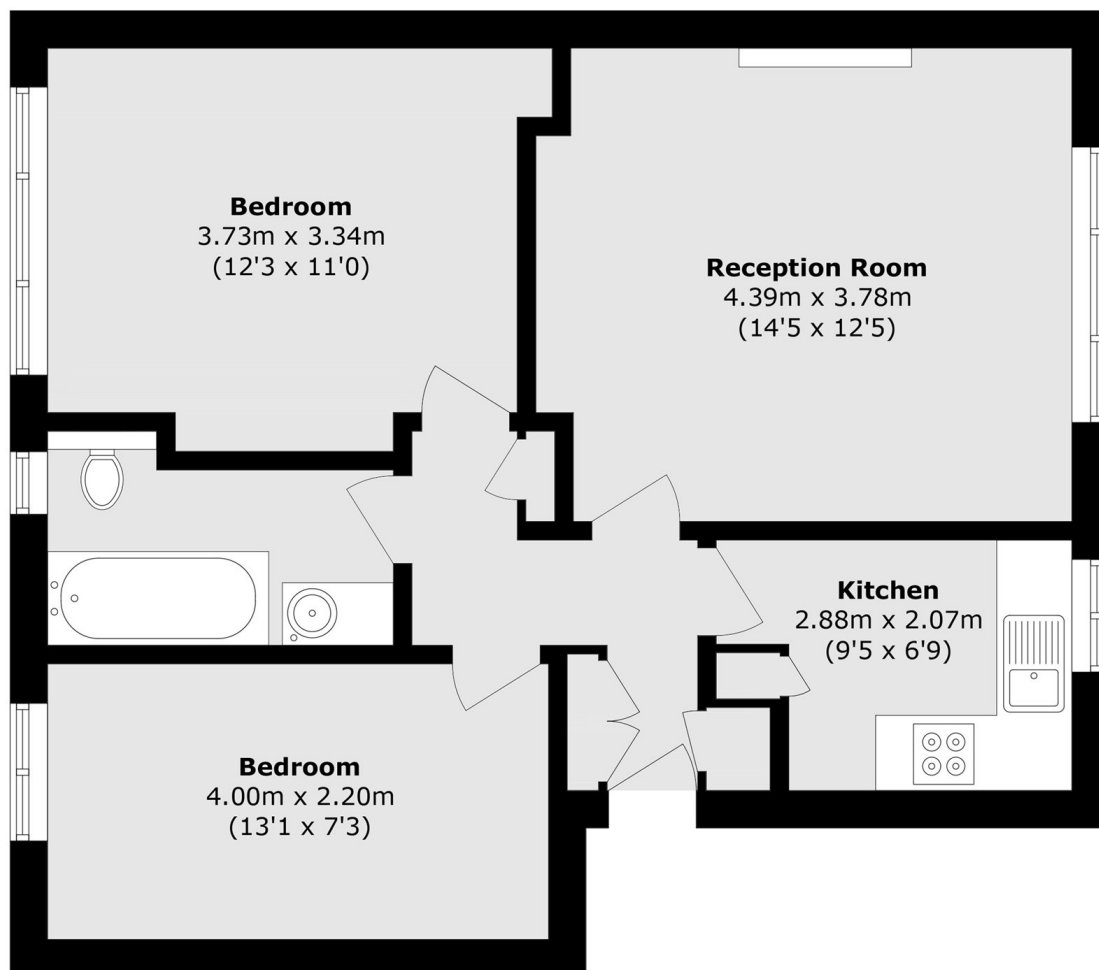 Bedroom
3.73m x 3.34m
(12'3 x 11'0)
Reception Room
4.39m x 3.78m
(14'5 x 12'5)
Kitchen
2.88m x 2.07m
(9'5 x 6'9)
Bedroom
4.00m x 2.20m
(13'1 x 7'3)